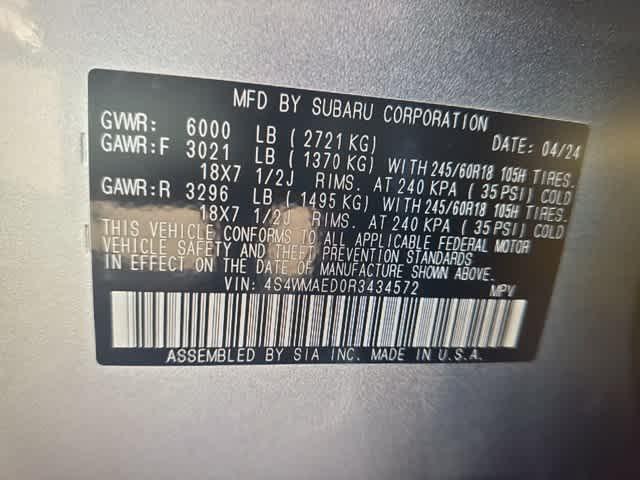 MFD BY SUBARU CORPORATION
GVWR: 6000 LB (2721 KG) DATE: 04/24
GAWR:F 3021 LB (1370 KG) WITH 245/60R18 105H TIRES.
18X7 1/2J RIMS. AT 240 KPA (35 PSI) COLD
GAWR:R 3296 LB (1495 KG) WITH 245/60R18 105H TIRES.
18X7 1/2J RIMS. AT 240 KPA (35 PSI) COLD
THIS VEHICLE CONFORMS TO ALL APPLICABLE FEDERAL MOTOR
VEHICLE SAFETY AND THEFT PREVENTION STANDARDS
IN EFFECT ON THE DATE OF MANUFACTURE SHOWN ABOVE.
VIN: 4S4WMAED0R3434572 MPV
ASSEMBLED BY SIA INC. MADE IN U.S.A.